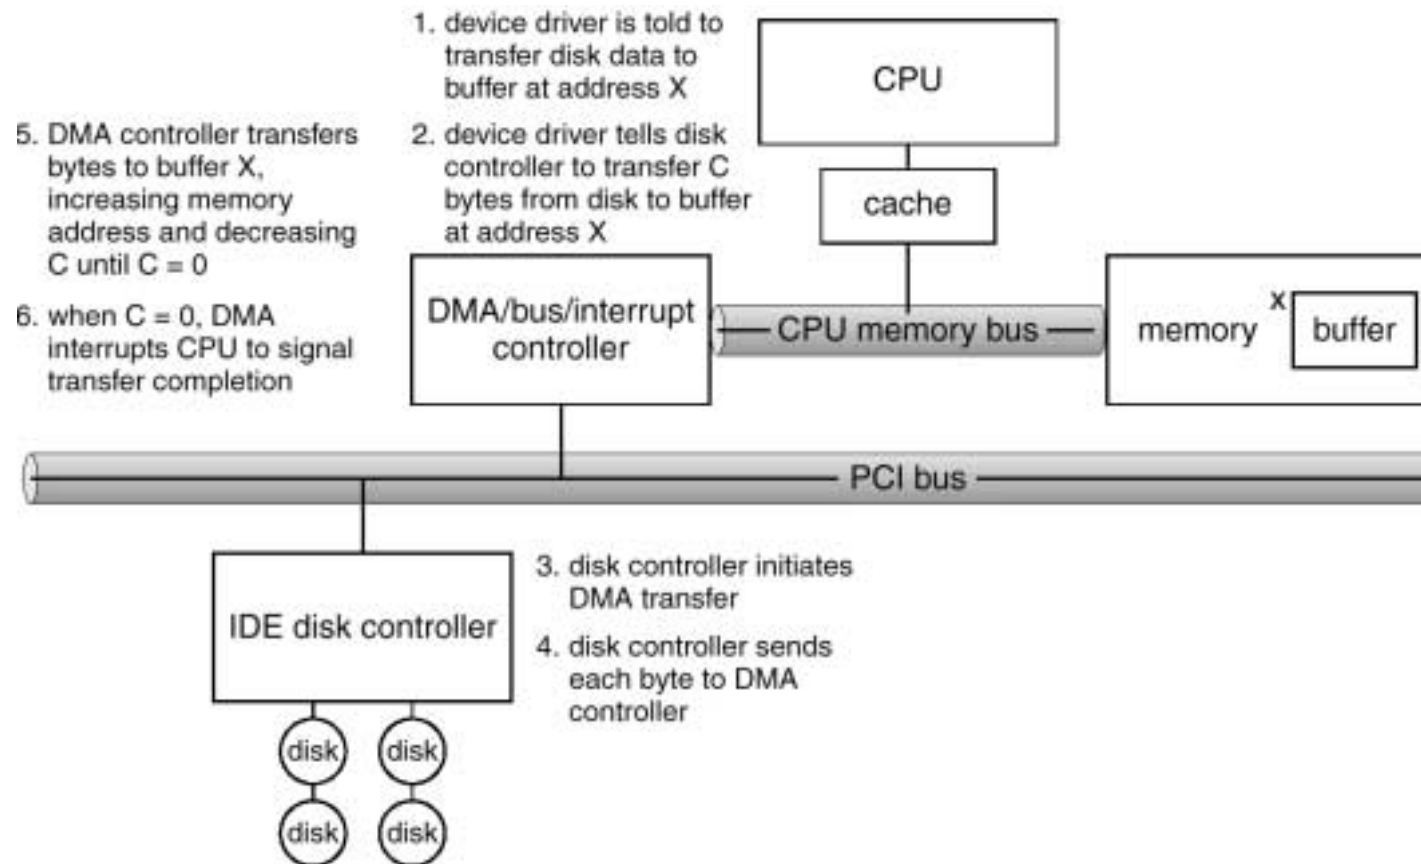 1. device driver is told to
transfer disk data to
buffer at address X
2. device driver tells disk
controller to transfer C
bytes from disk to buffer
at address X
5. DMA controller transfers
bytes to buffer X,
increasing memory
address and decreasing
C until C = 0
6. when C = 0, DMA
interrupts CPU to signal
transfer completion
CPU
cache
DMA/bus/interrupt
controller
CPU memory bus
memory
x
buffer
PCI bus
IDE disk controller
3. disk controller initiates
DMA transfer
4. disk controller sends
each byte to DMA
controller
disk
disk
disk
disk